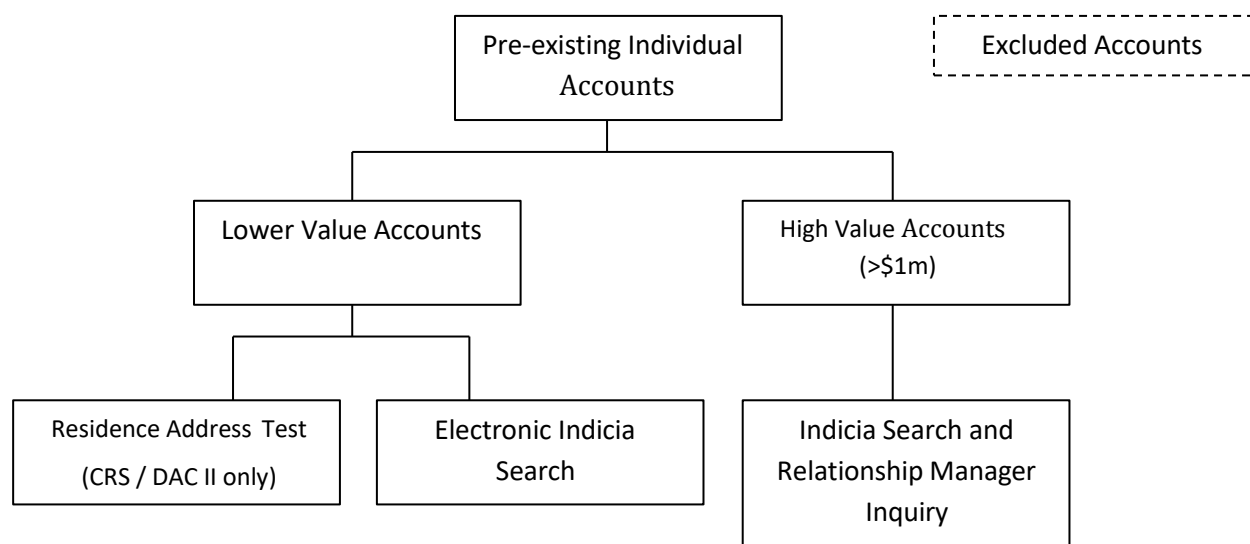 Pre-existing Individual
Accounts
Excluded Accounts
Lower Value Accounts
High Value Accounts
(>$1m)
Residence Address Test
(CRS / DAC II only)
Electronic Indicia
Search
Indicia Search and
Relationship Manager
Inquiry